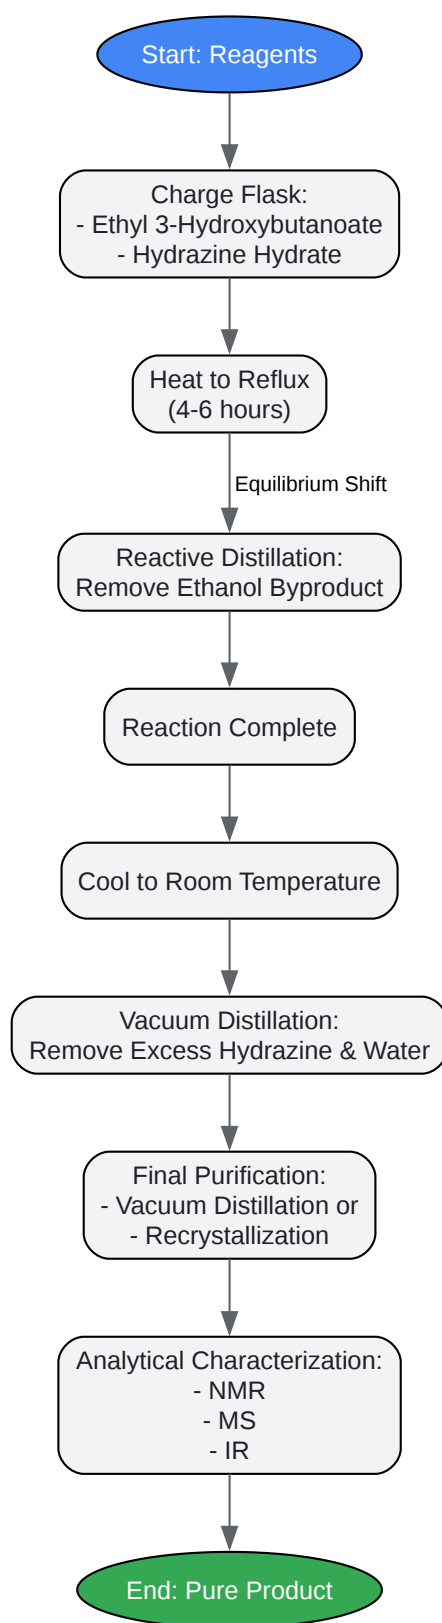 Start: Reagents
Charge Flask:
- Ethyl 3-Hydroxybutanoate
- Hydrazine Hydrate
Heat to Reflux
(4-6 hours)
Equilibrium Shift
Reactive Distillation:
Remove Ethanol Byproduct
Reaction Complete
Cool to Room Temperature
Vacuum Distillation:
Remove Excess Hydrazine & Water
Final Purification:
- Vacuum Distillation or
- Recrystallization
Analytical Characterization:
- NMR
- MS
- IR
End: Pure Product